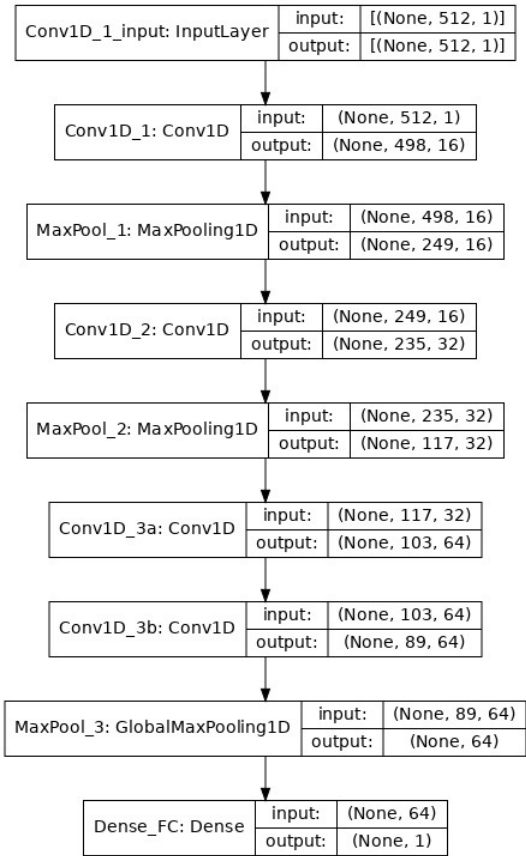 Conv1D_1_input: InputLayer input: [(None, 512, 1)]
output: [(None, 512, 1)]
Conv1D_1: Conv1D input: (None, 512, 1)
output: (None, 498, 16)
MaxPool_1: MaxPooling1D input: (None, 498, 16)
output: (None, 249, 16)
Conv1D_2: Conv1D input: (None, 249, 16)
output: (None, 235, 32)
MaxPool_2: MaxPooling1D input: (None, 235, 32)
output: (None, 117, 32)
Conv1D_3a: Conv1D input: (None, 117, 32)
output: (None, 103, 64)
Conv1D_3b: Conv1D input: (None, 103, 64)
output: (None, 89, 64)
MaxPool_3: GlobalMaxPooling1D input: (None, 89, 64)
output: (None, 64)
Dense_FC: Dense input: (None, 64)
output: (None, 1)